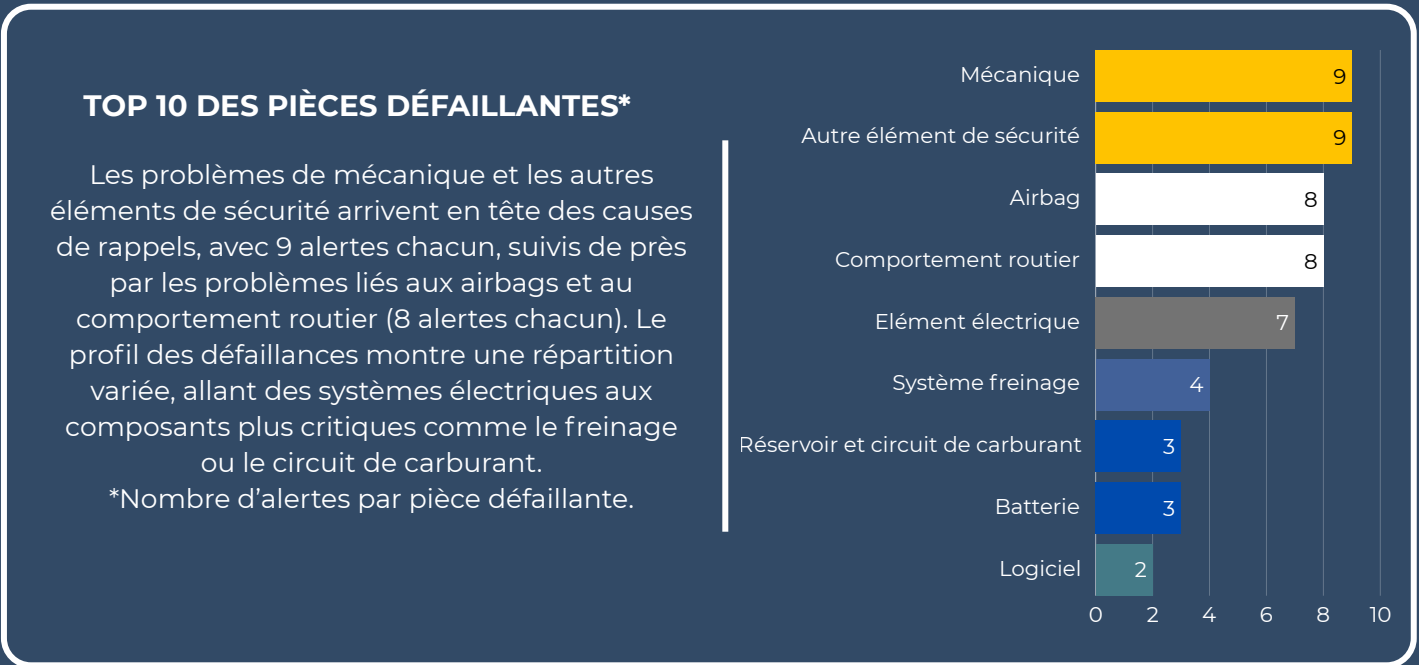 TOP 10 DES PIÈCES DÉFAILLANTES*
Les problèmes de mécanique et les autres
éléments de sécurité arrivent en tête des causes
de rappels, avec 9 alertes chacun, suivis de près
par les problèmes liés aux airbags et au
comportement routier (8 alertes chacun). Le
profil des défaillances montre une répartition
variée, allant des systèmes électriques aux
composants plus critiques comme le freinage
ou le circuit de carburant.
*Nombre d’alertes par pièce défaillante.
Mécanique 9
Autre élément de sécurité 9
Airbag 8
Comportement routier 8
Elément électrique 7
Système freinage 4
Réservoir et circuit de carburant 3
Batterie 3
Logiciel 2
0 2 4 6 8 10